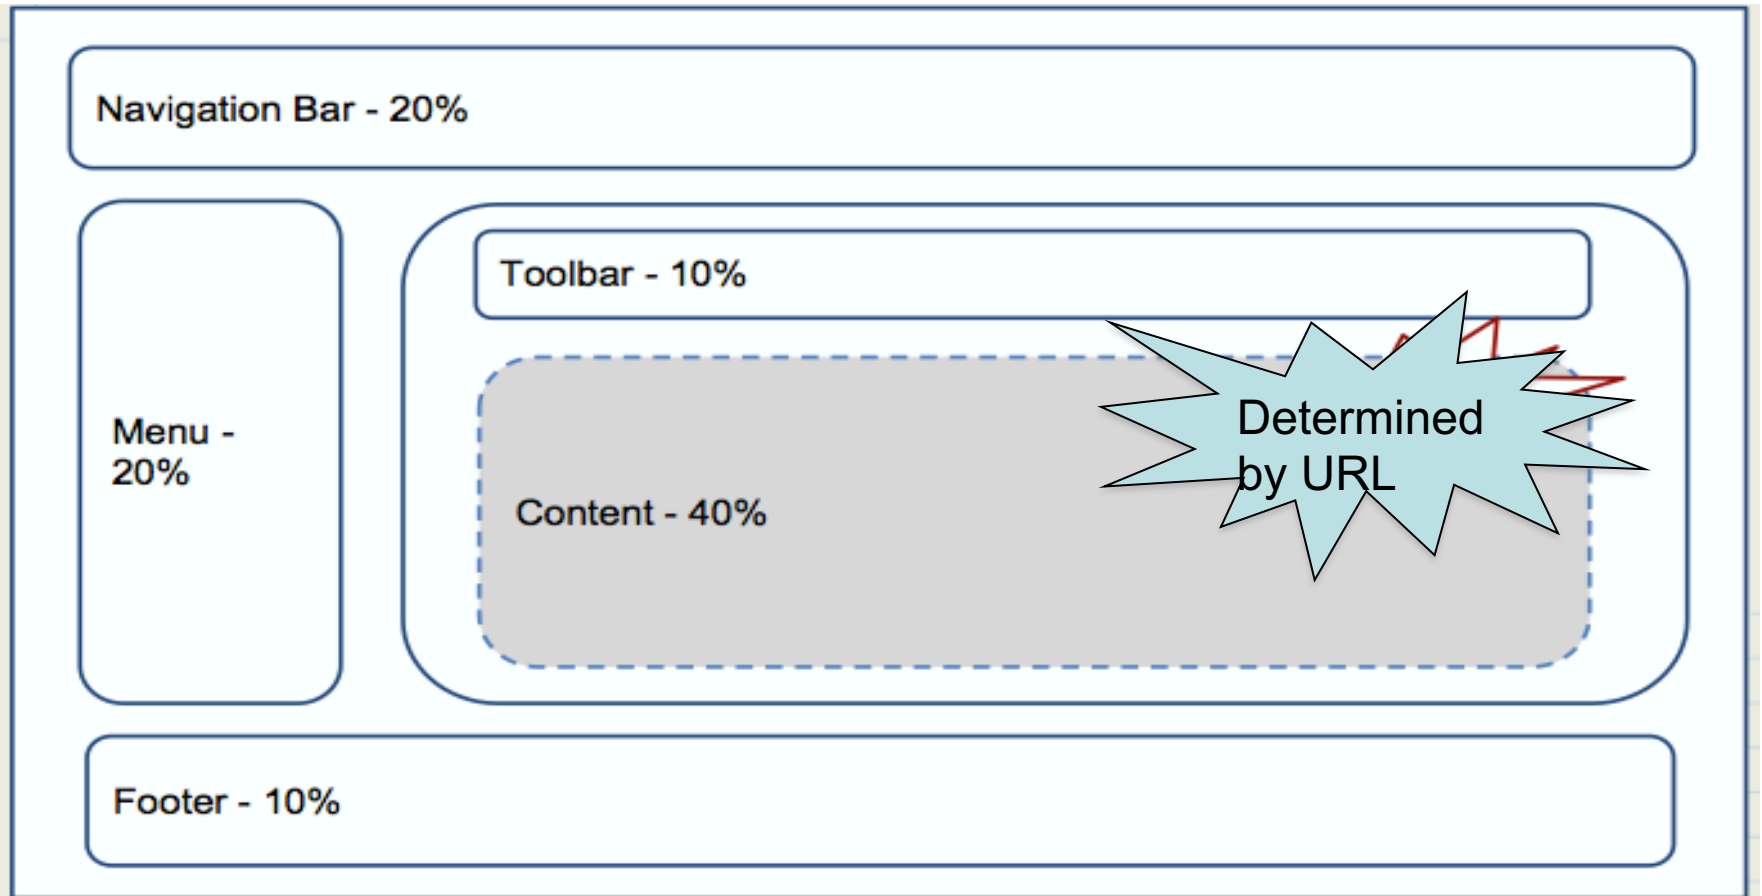 Navigation Bar - 20%
Toolbar - 10%
Determined
by URL
Menu -
20%
Content - 40%
Footer - 10%